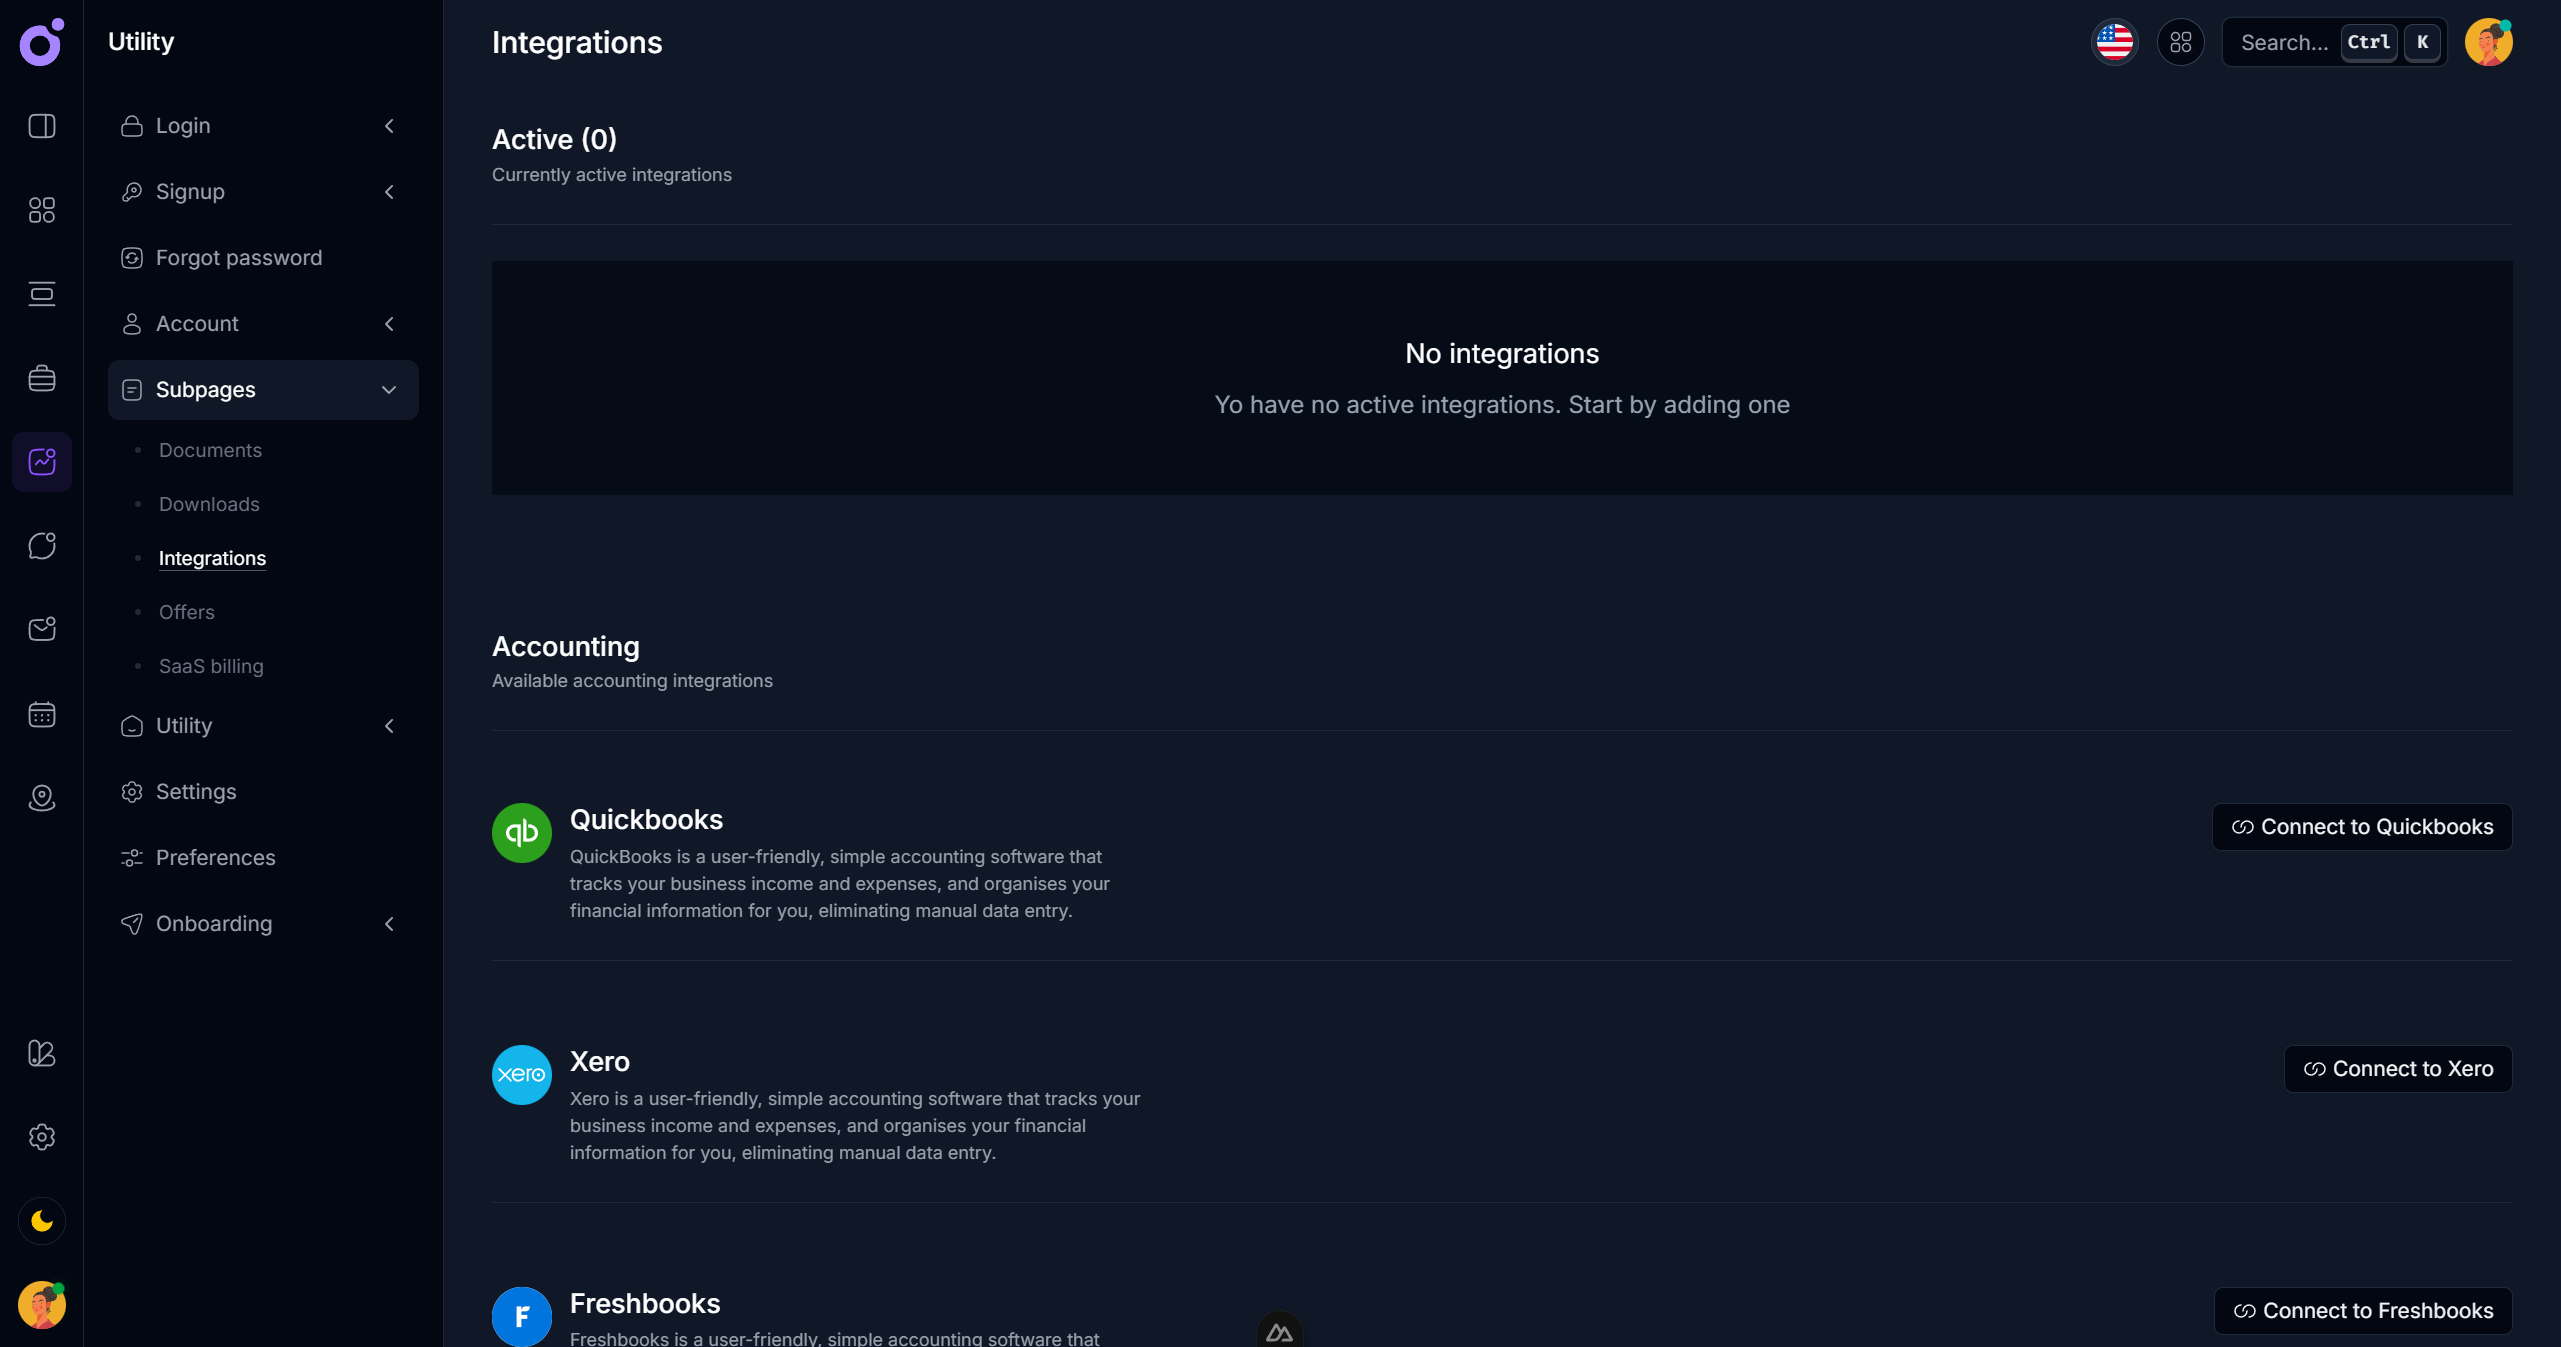 Utility
Login
Signup
Forgot password
Account
Subpages
Documents
Downloads
Integrations
Offers
SaaS billing
Utility
Settings
Preferences
Onboarding
Integrations
Search... Ctrl K
Active (0)
Currently active integrations
No integrations
Yo have no active integrations. Start by adding one
Accounting
Available accounting integrations
qb
Quickbooks
QuickBooks is a user-friendly, simple accounting software that
tracks your business income and expenses, and organises your
financial information for you, eliminating manual data entry.
Connect to Quickbooks
xero
Xero
Xero is a user-friendly, simple accounting software that tracks your
business income and expenses, and organises your financial
information for you, eliminating manual data entry.
Connect to Xero
F
Freshbooks
Freshbooks is a user-friendly, simple accounting software that
Connect to Freshbooks